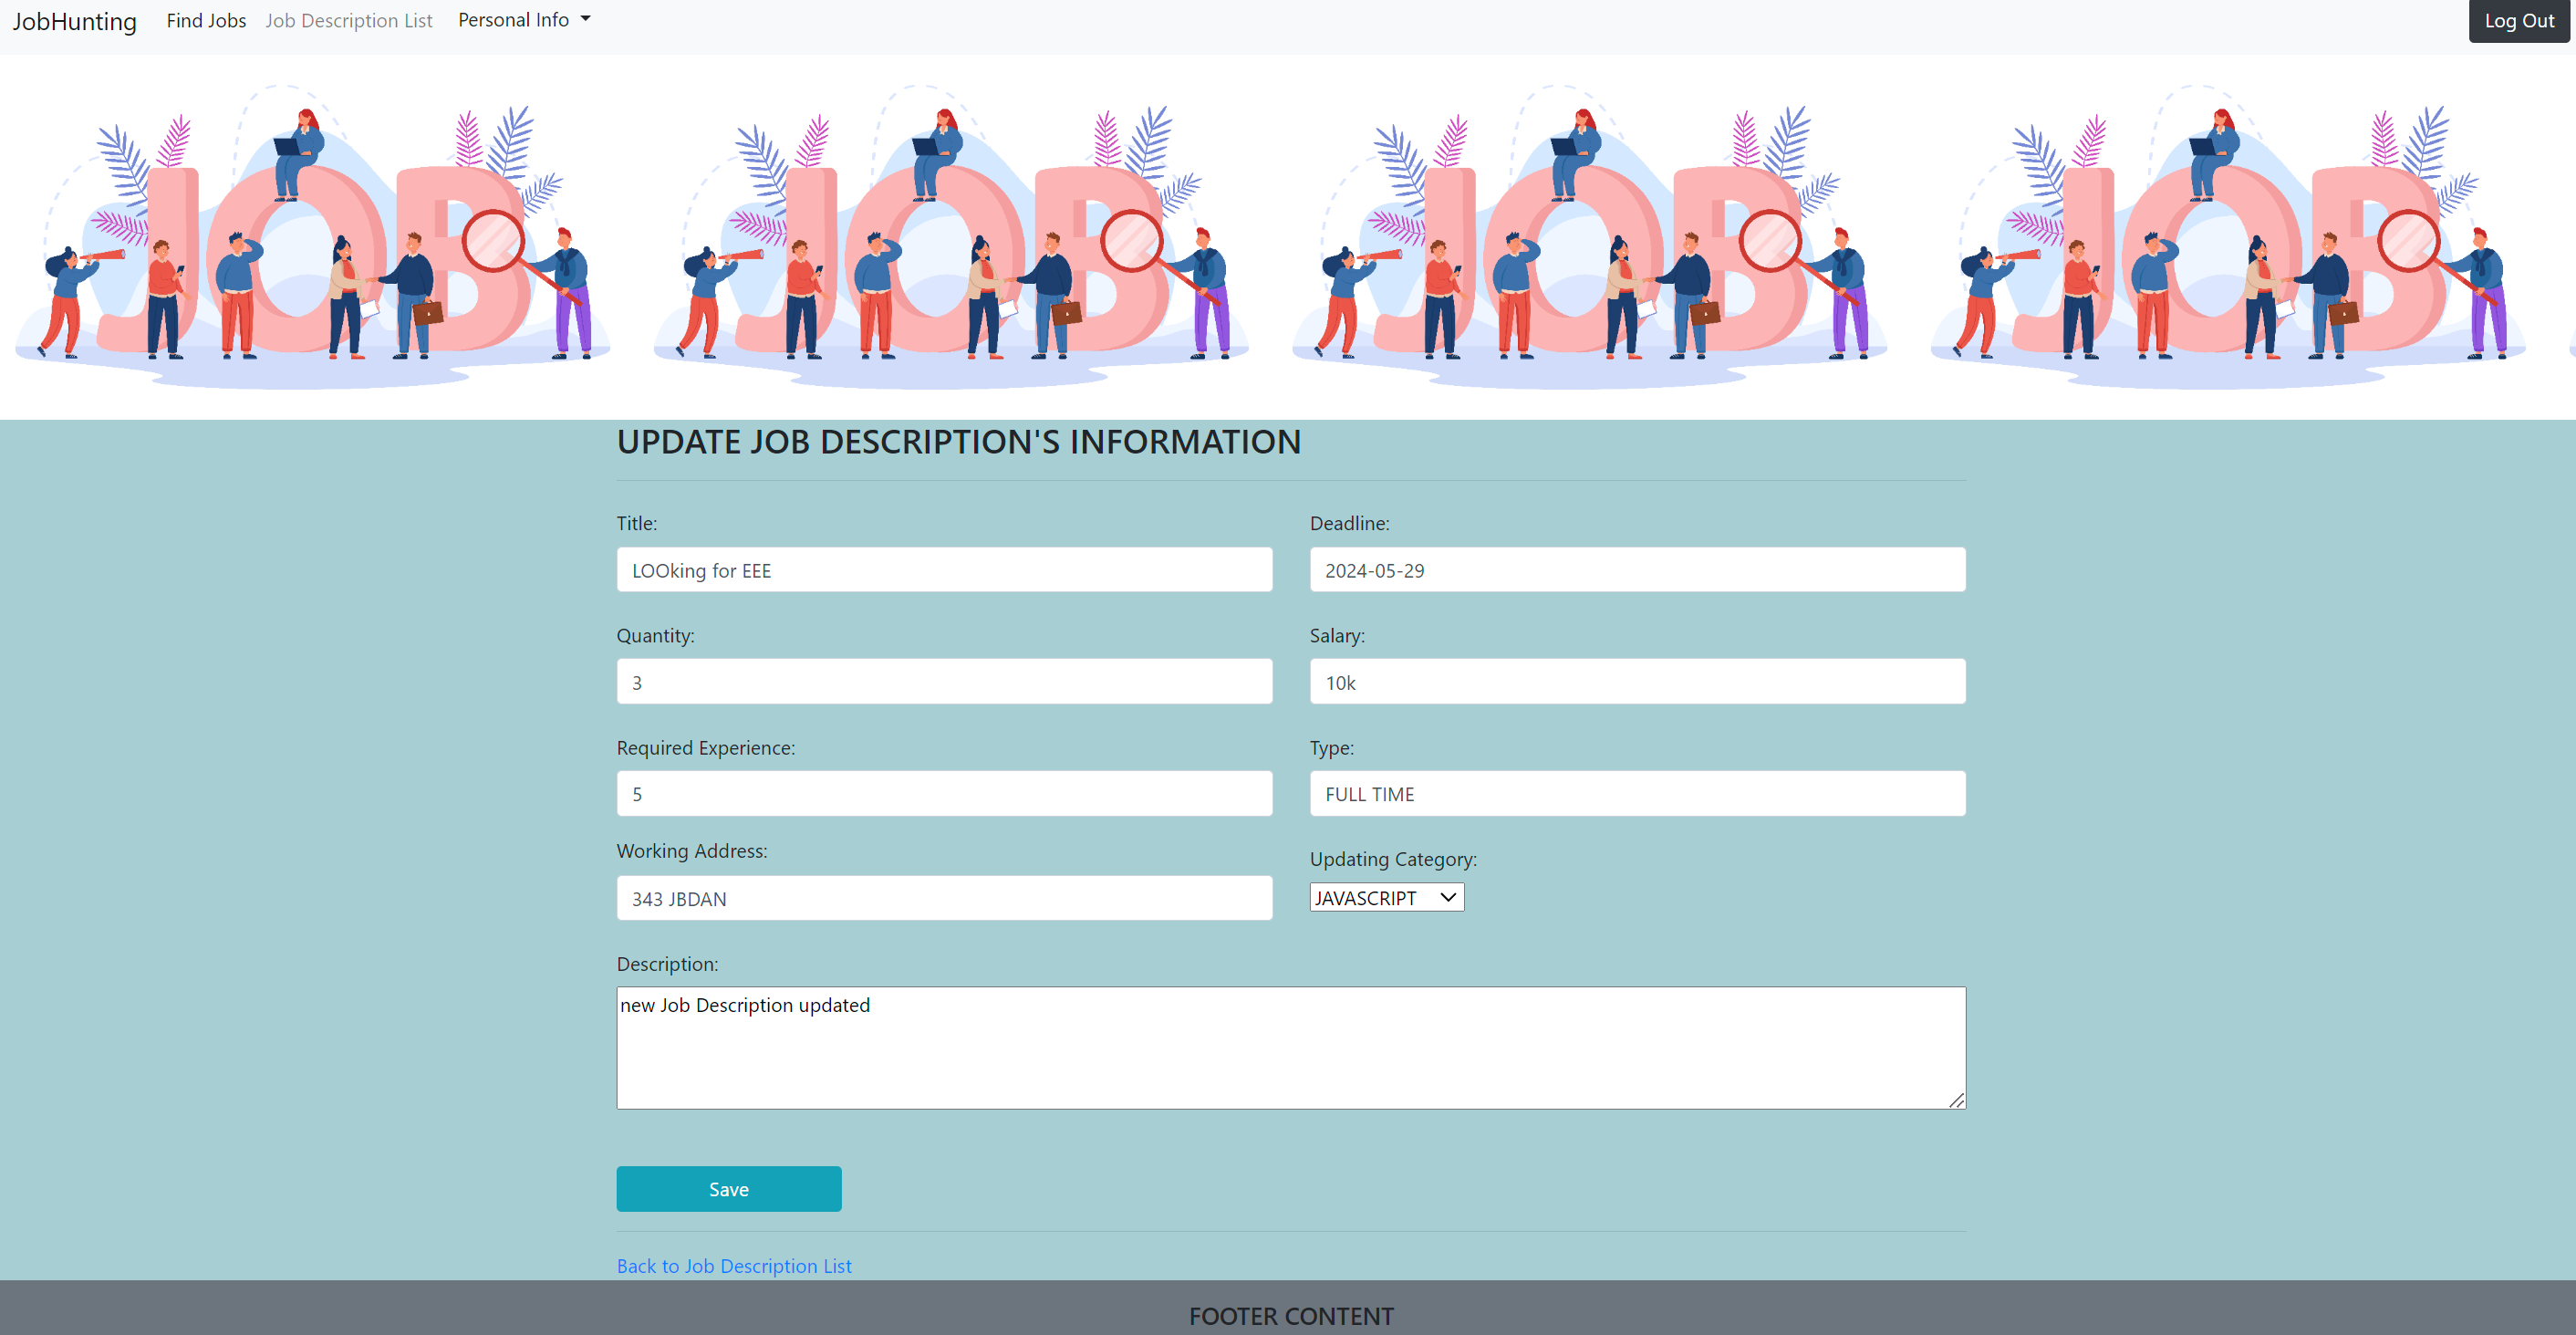 JobHunting Find Jobs Job Description List Personal Info Log Out
JOB JOB JOB JOB
UPDATE JOB DESCRIPTION'S INFORMATION
Title: Deadline:
LOOking for EEE 2024-05-29
Quantity: Salary:
3 10k
Required Experience: Type:
5 FULL TIME
Working Address: Updating Category:
343 JBDAN JAVASCRIPT
Description:
new Job Description updated
Save
Back to Job Description List
FOOTER CONTENT